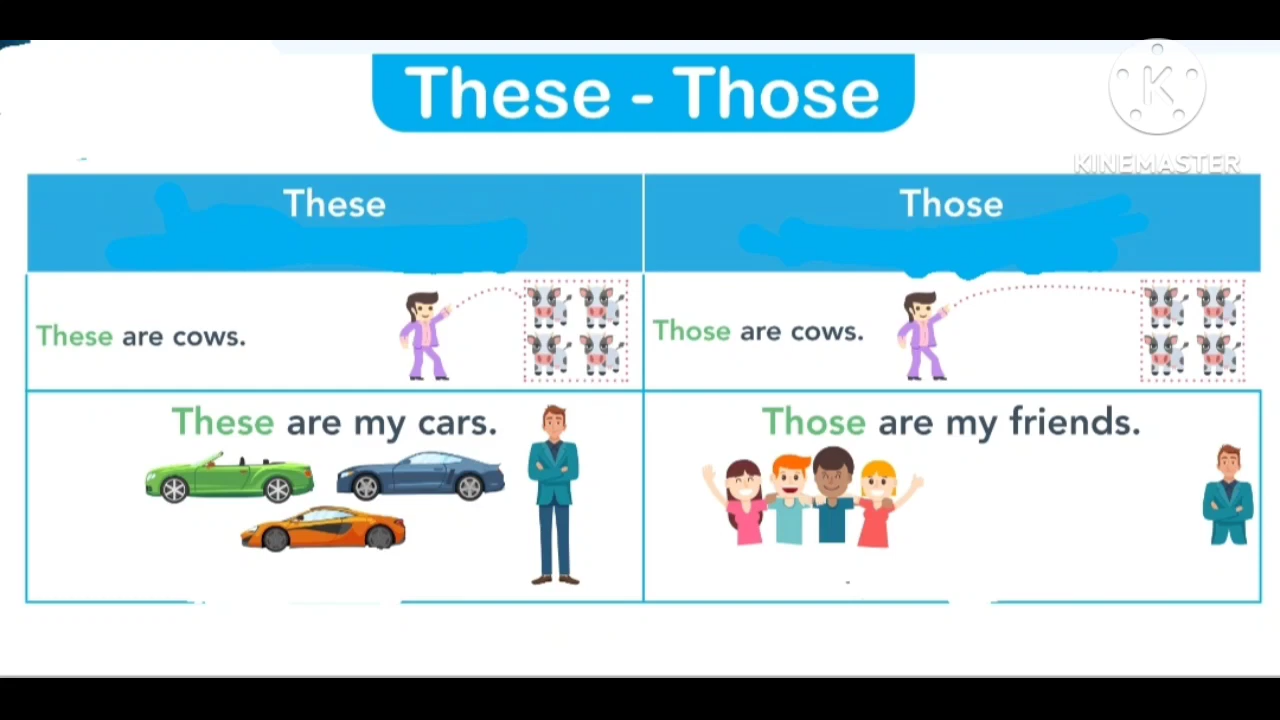 These - Those
K
KINEMASTER
These
Those
These are cows.
Those are cows.
These are my cars.
Those are my friends.